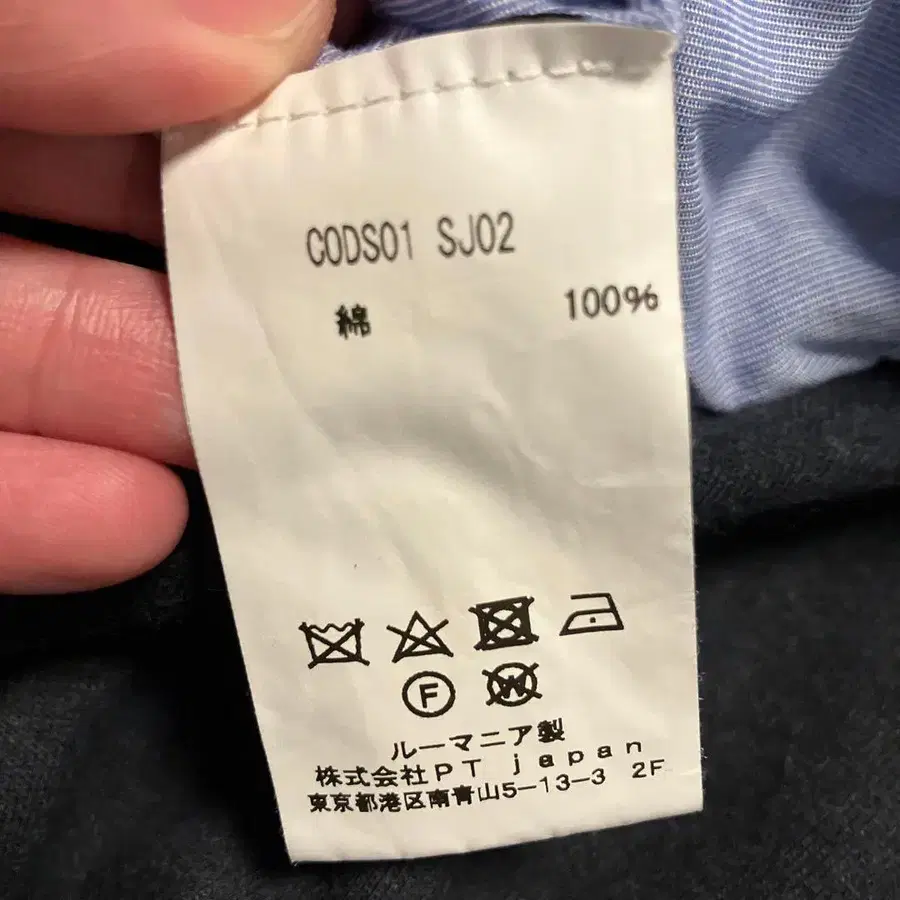 CODS01 SJ02
綿 100%
F
W
ルーマニア製
株式会社PT japan
東京都港区南青山5-13-3 2F